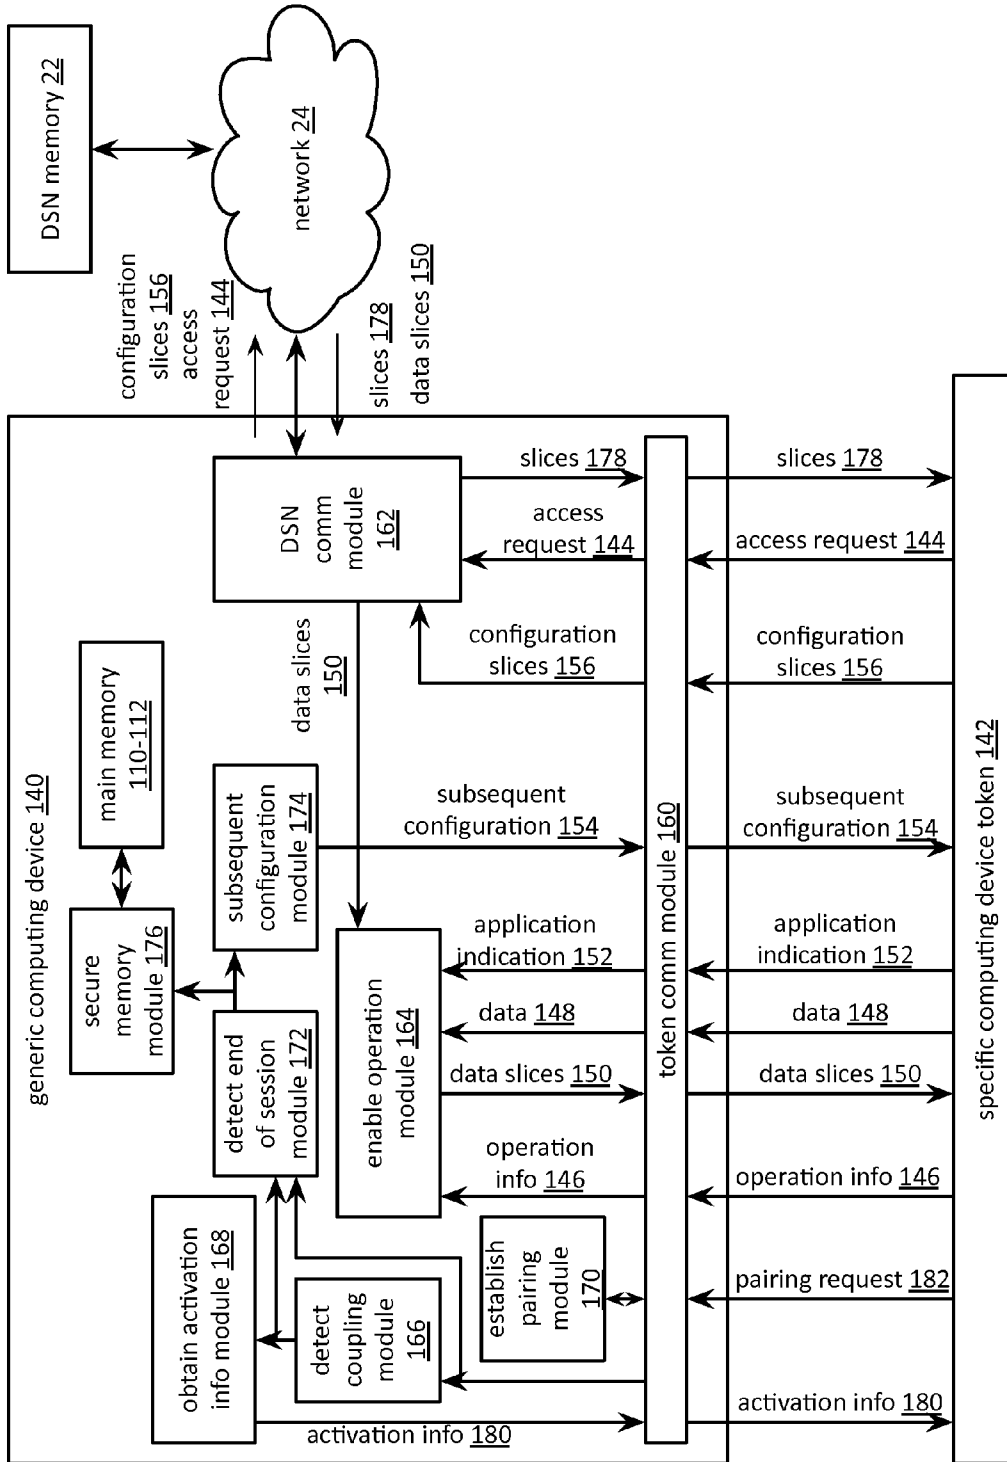 DSN memory 22
network 24
configuration
slices 156
access
request 144
slices 178
data slices 150
generic computing device 140
DSN
comm
module
162
slices 178
access
request 144
configuration
slices 156
data slices
150
main memory
110-112
secure
memory
module 176
subsequent
configuration
module 174
subsequent
configuration 154
detect end
of session
module 172
enable operation
module 164
application
indication 152
data 148
data slices 150
operation
info 146
obtain activation
info module 168
detect
coupling
module
166
establish
pairing
module
170
activation info 180
token comm module 160
slices 178
access request 144
configuration
slices 156
subsequent
configuration 154
application
indication 152
data 148
data slices 150
operation info 146
pairing request 182
activation info 180
specific computing device token 142